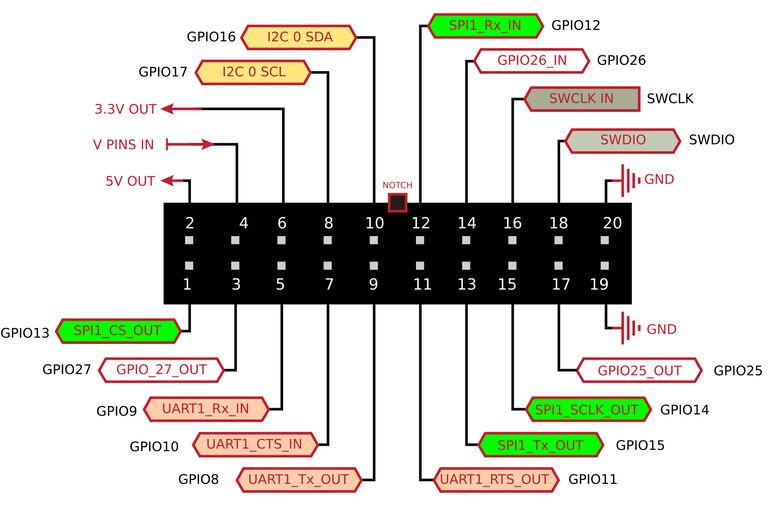 GPIO16 I2C 0 SDA
SPI1_Rx_IN GPIO12
GPIO17 I2C 0 SCL
GPIO26_IN GPIO26
3.3V OUT
SWCLK IN SWCLK
V PINS IN
SWDIO SWDIO
5V OUT
GND
NOTCH
2 4 6 8 10 12 14 16 18 20
1 3 5 7 9 11 13 15 17 19
GPIO13 SPI1_CS_OUT
GND
GPIO27 GPIO_27_OUT
GPIO25_OUT GPIO25
GPIO9 UART1_Rx_IN
SPI1_SCLK_OUT GPIO14
GPIO10 UART1_CTS_IN
SPI1_Tx_OUT GPIO15
GPIO8 UART1_Tx_OUT
UART1_RTS_OUT GPIO11